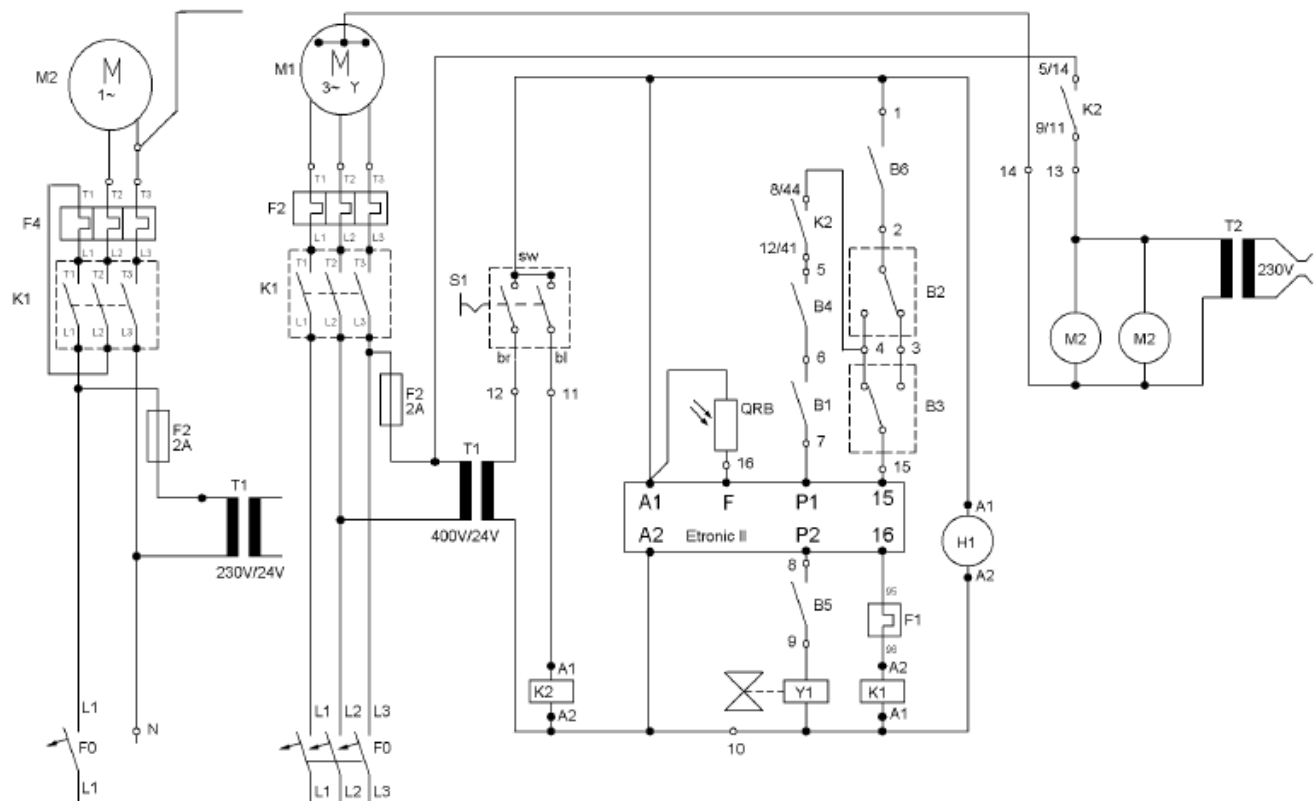 M2
M
1~
T1 T2 T3
F4
L1 L2 L3
T1 T2 T3
K1
L1 L2 L3
F2
2A
T1
230V/24V
L1
N
F0
L1
M1
M
3~ Y
T1 T2 T3
F2
L1 L2 L3
T1 T2 T3
K1
L1 L2 L3
F2
2A
T1
400V/24V
L1 L2 L3
F0
L1 L2 L3
sw
S1
br bl
12 11
A1
K2
A2
QRB
16
8/44
K2
12/41
5
B4
6
B1
7
1
B6
2
B2
4 3
B3
15
A1 F P1 15
A2 Etronic II P2 16
8
B5
9
Y1
95
F1
96
A2
K1
A1
10
A1
H1
A2
5/14
K2
9/11
14 13
T2
230V
M2 M2